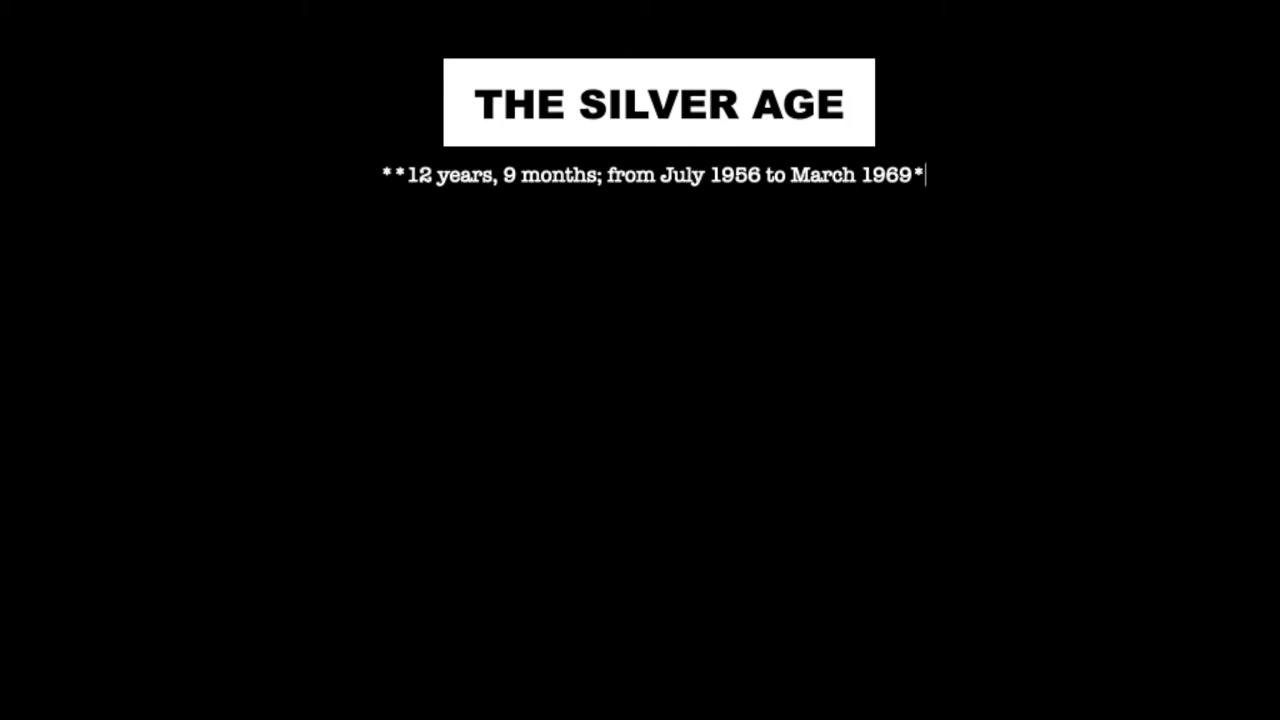 THE SILVER AGE
**12 years, 9 months; from July 1956 to March 1969*